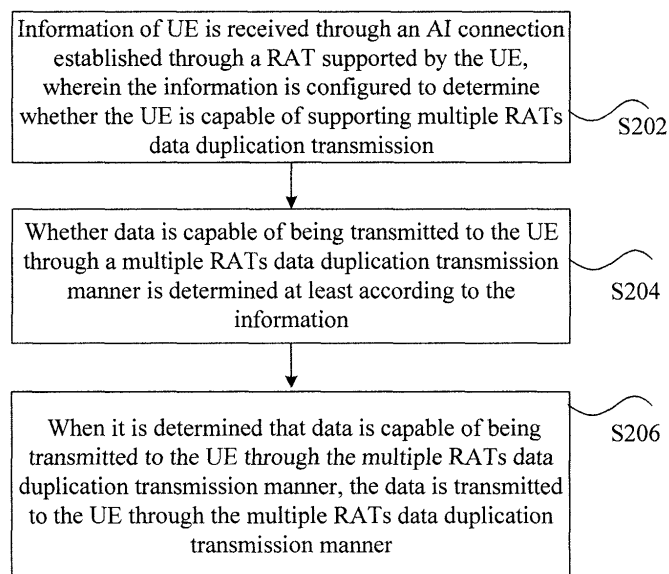 Information of UE is received through an AI connection
established through a RAT supported by the UE,
wherein the information is configured to determine
whether the UE is capable of supporting multiple RATs
data duplication transmission
S202
Whether data is capable of being transmitted to the UE
through a multiple RATs data duplication transmission
manner is determined at least according to the
information
S204
When it is determined that data is capable of being
transmitted to the UE through the multiple RATs data
duplication transmission manner, the data is transmitted
to the UE through the multiple RATs data duplication
transmission manner
S206